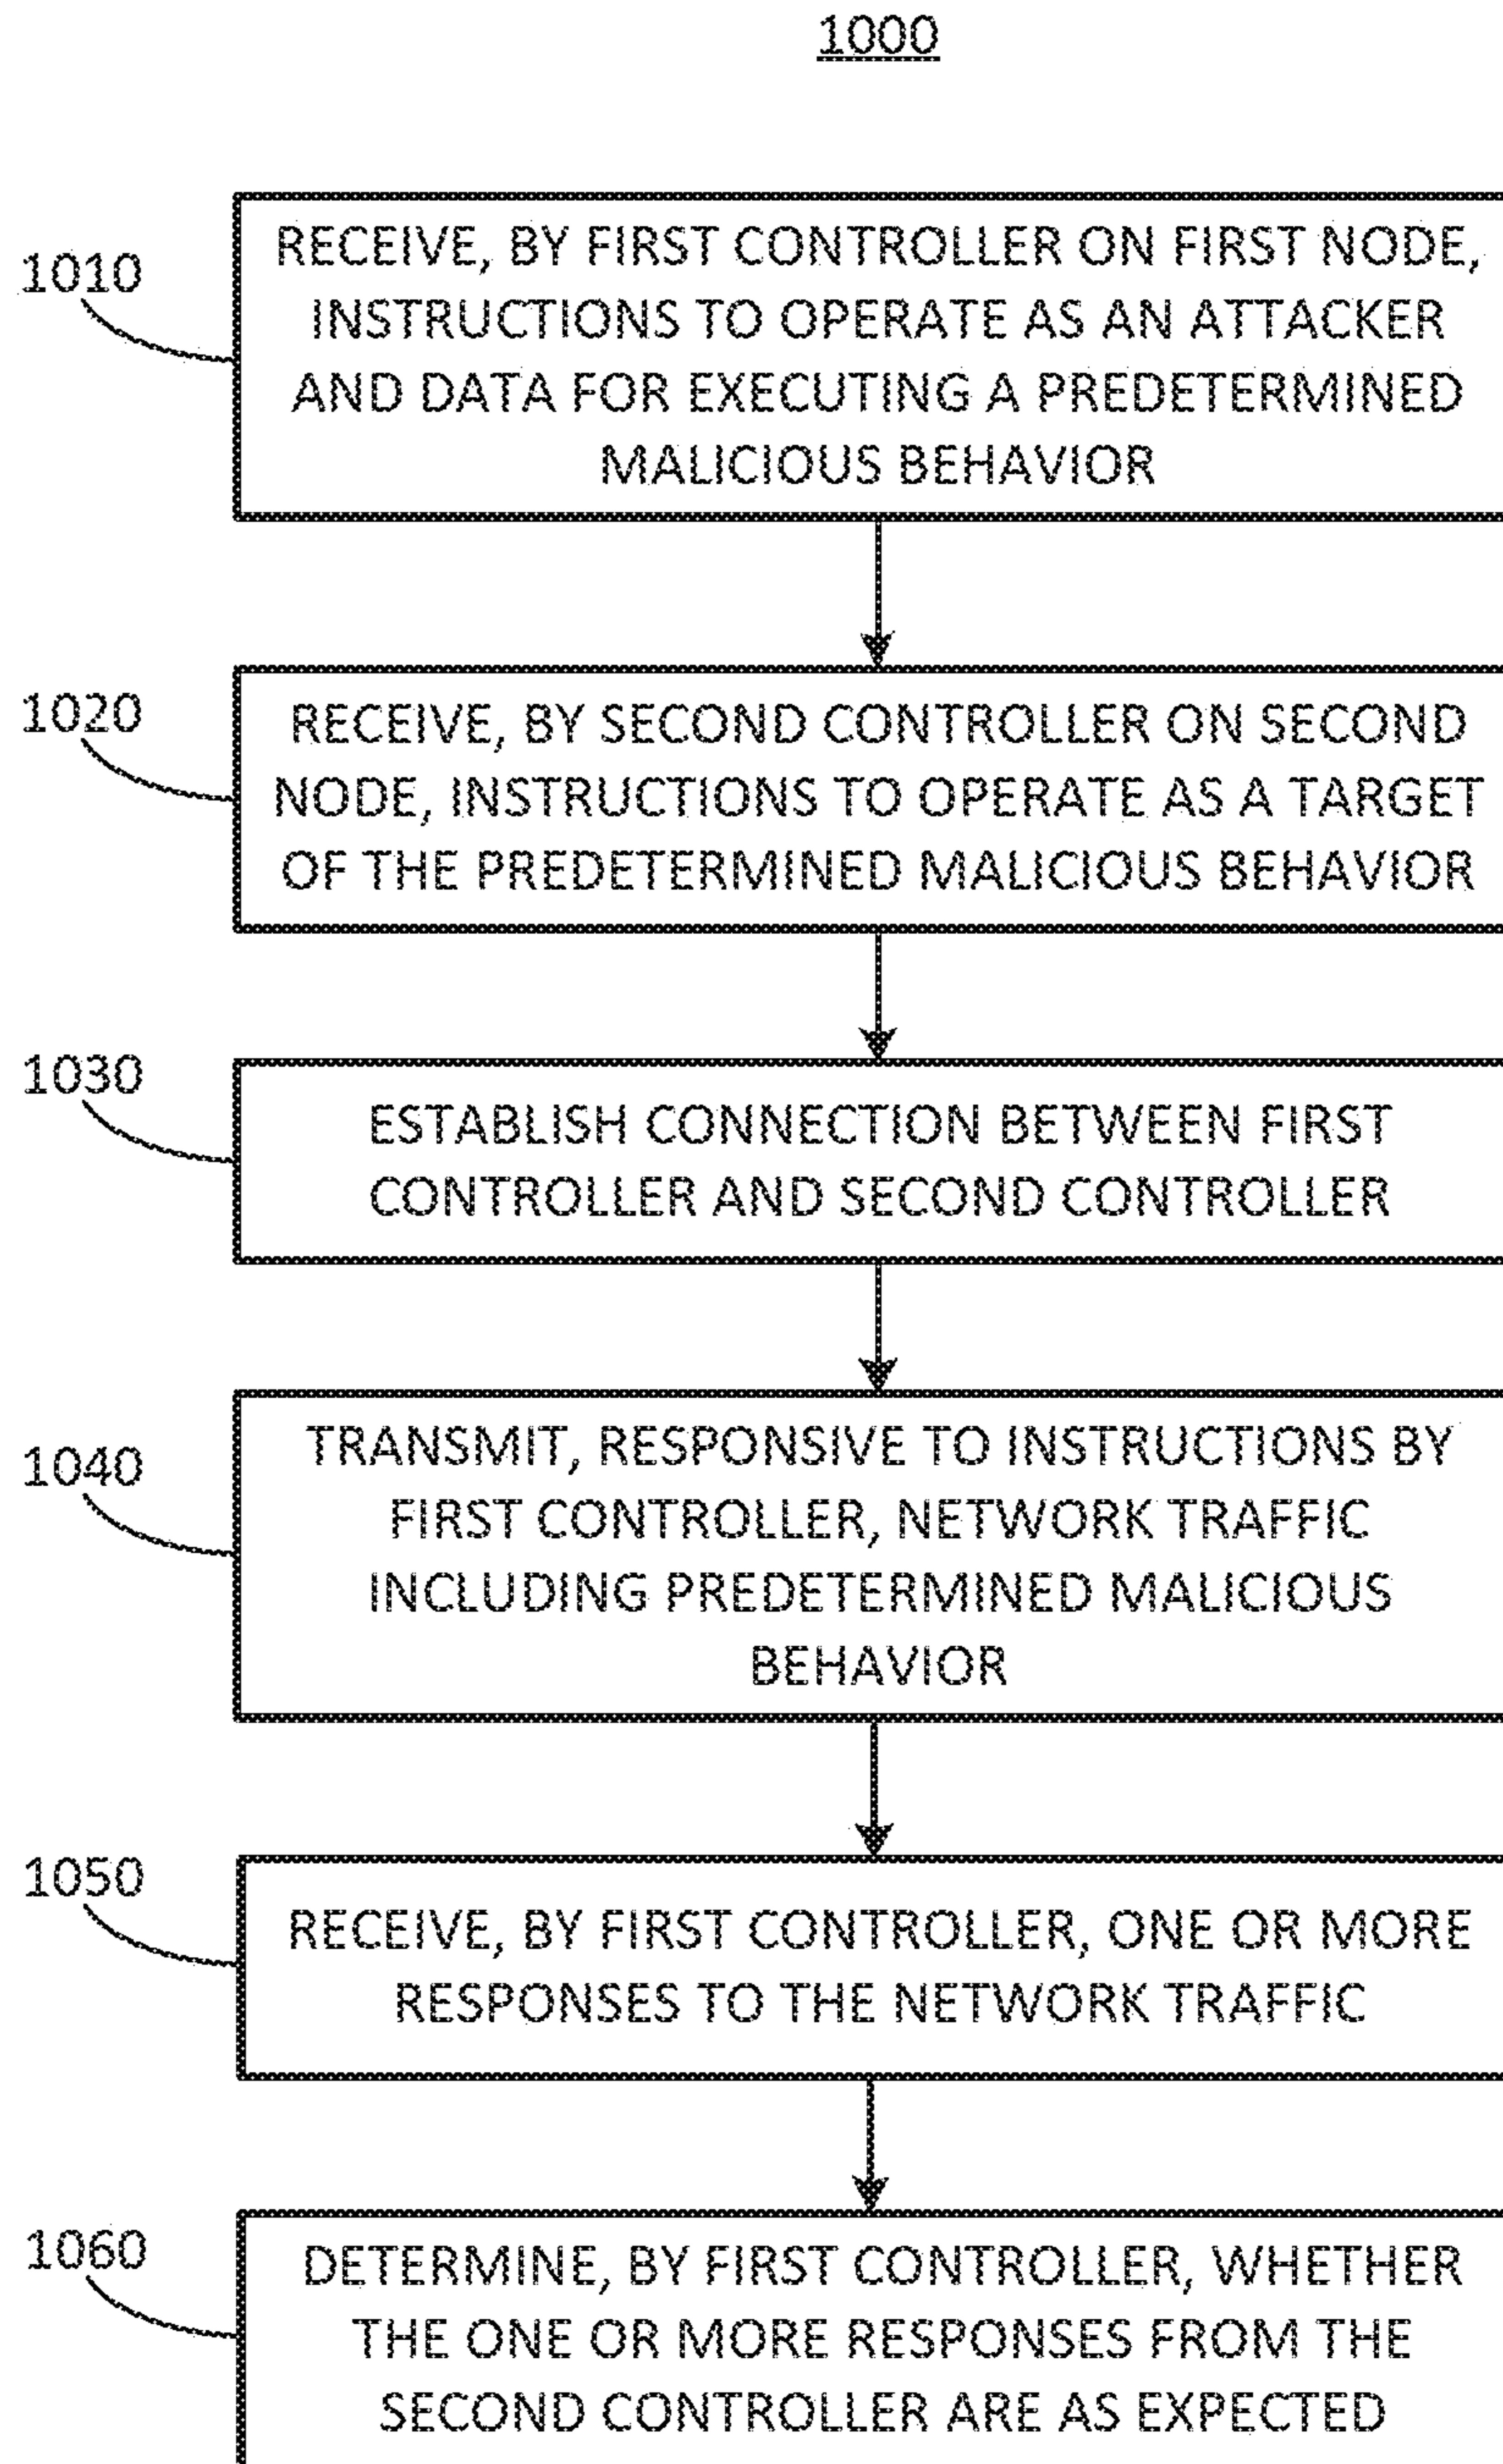 1000
1010
RECEIVE, BY FIRST CONTROLLER ON FIRST NODE,
INSTRUCTIONS TO OPERATE AS AN ATTACKER
AND DATA FOR EXECUTING A PREDETERMINED
MALICIOUS BEHAVIOR
1020
RECEIVE, BY SECOND CONTROLLER ON SECOND
NODE, INSTRUCTIONS TO OPERATE AS A TARGET
OF THE PREDETERMINED MALICIOUS BEHAVIOR
1030
ESTABLISH CONNECTION BETWEEN FIRST
CONTROLLER AND SECOND CONTROLLER
1040
TRANSMIT, RESPONSIVE TO INSTRUCTIONS BY
FIRST CONTROLLER, NETWORK TRAFFIC
INCLUDING PREDETERMINED MALICIOUS
BEHAVIOR
1050
RECEIVE, BY FIRST CONTROLLER, ONE OR MORE
RESPONSES TO THE NETWORK TRAFFIC
1060
DETERMINE, BY FIRST CONTROLLER, WHETHER
THE ONE OR MORE RESPONSES FROM THE
SECOND CONTROLLER ARE AS EXPECTED